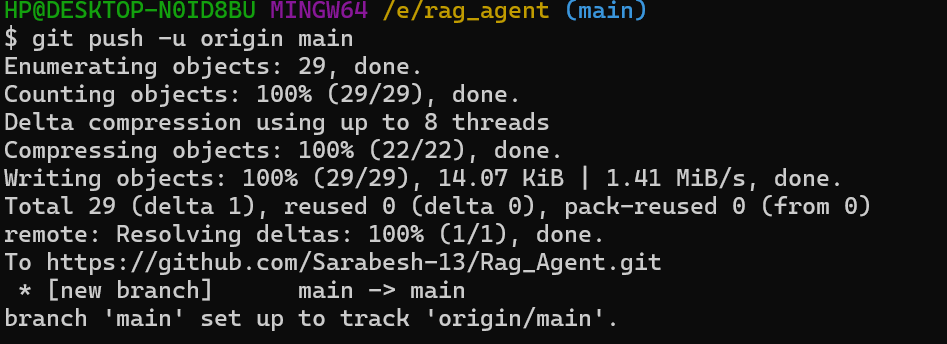 HP@DESKTOP-N0ID8BU MINGW64 /e/rag_agent (main)
$ git push -u origin main
Enumerating objects: 29, done.
Counting objects: 100% (29/29), done.
Delta compression using up to 8 threads
Compressing objects: 100% (22/22), done.
Writing objects: 100% (29/29), 14.07 KiB | 1.41 MiB/s, done.
Total 29 (delta 1), reused 0 (delta 0), pack-reused 0 (from 0)
remote: Resolving deltas: 100% (1/1), done.
To https://github.com/Sarabesh-13/Rag_Agent.git
 * [new branch]      main -> main
branch 'main' set up to track 'origin/main'.